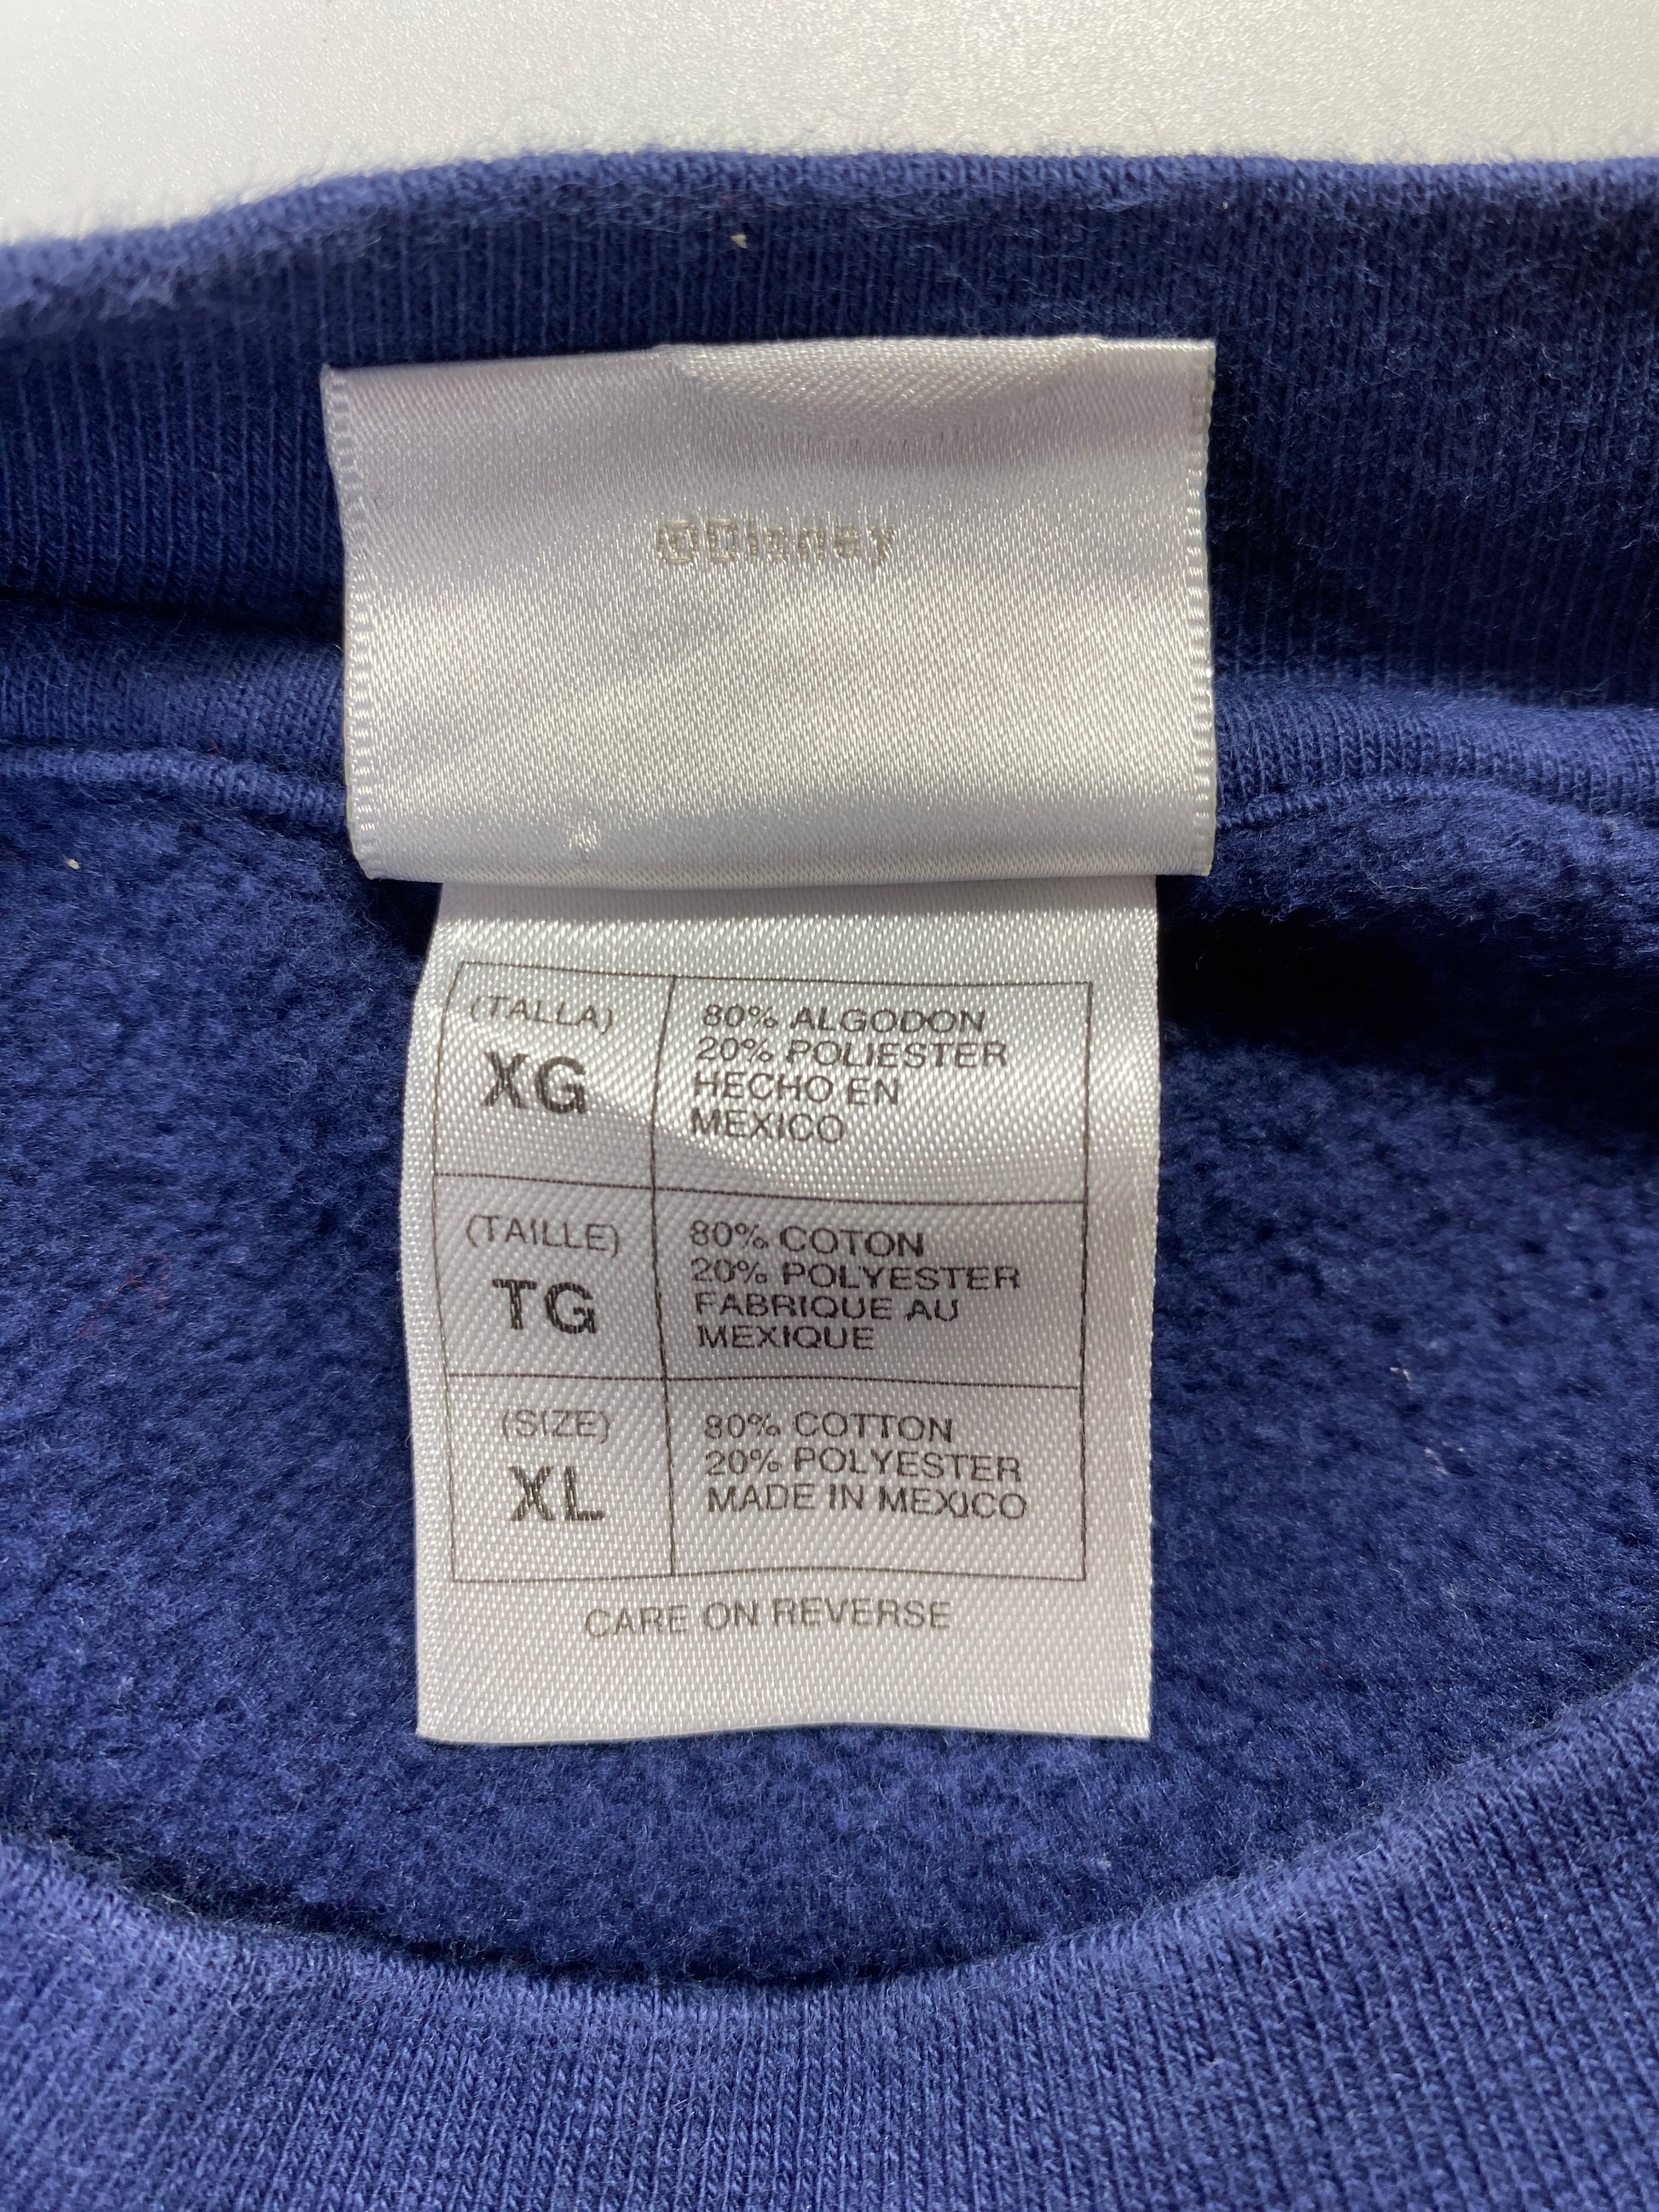 ©Disney
(TALLA)
XG
80% ALGODON
20% POLIESTER
HECHO EN
MEXICO
(TAILLE)
TG
80% COTON
20% POLYESTER
FABRIQUE AU
MEXIQUE
(SIZE)
XL
80% COTTON
20% POLYESTER
MADE IN MEXICO
CARE ON REVERSE